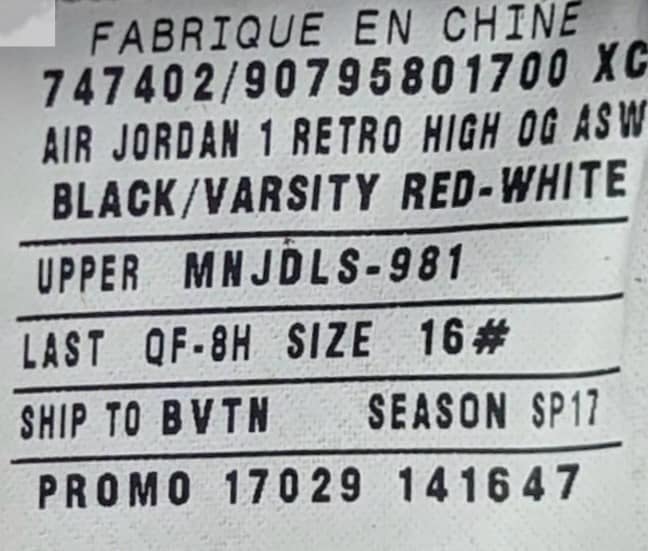 FABRIQUE EN CHINE
747402/90795801700 XC
AIR JORDAN 1 RETRO HIGH OG ASW
BLACK/VARSITY RED-WHITE
UPPER MNJDLS-981
LAST QF-8H SIZE 16#
SHIP TO BVTN SEASON SP17
PROMO 17029 141647